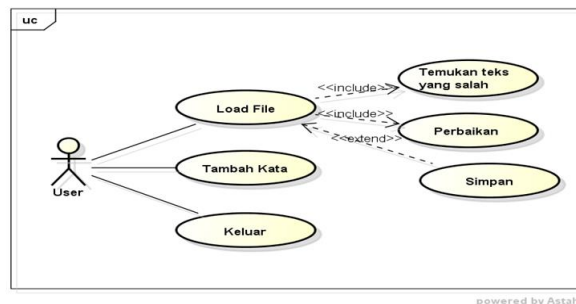 uc
<<include>>
Temukan teks
yang salah
Load File
<<include>>
Perbaikan
<<extend>>
User
Tambah Kata
Simpan
Keluar
powered by Astah